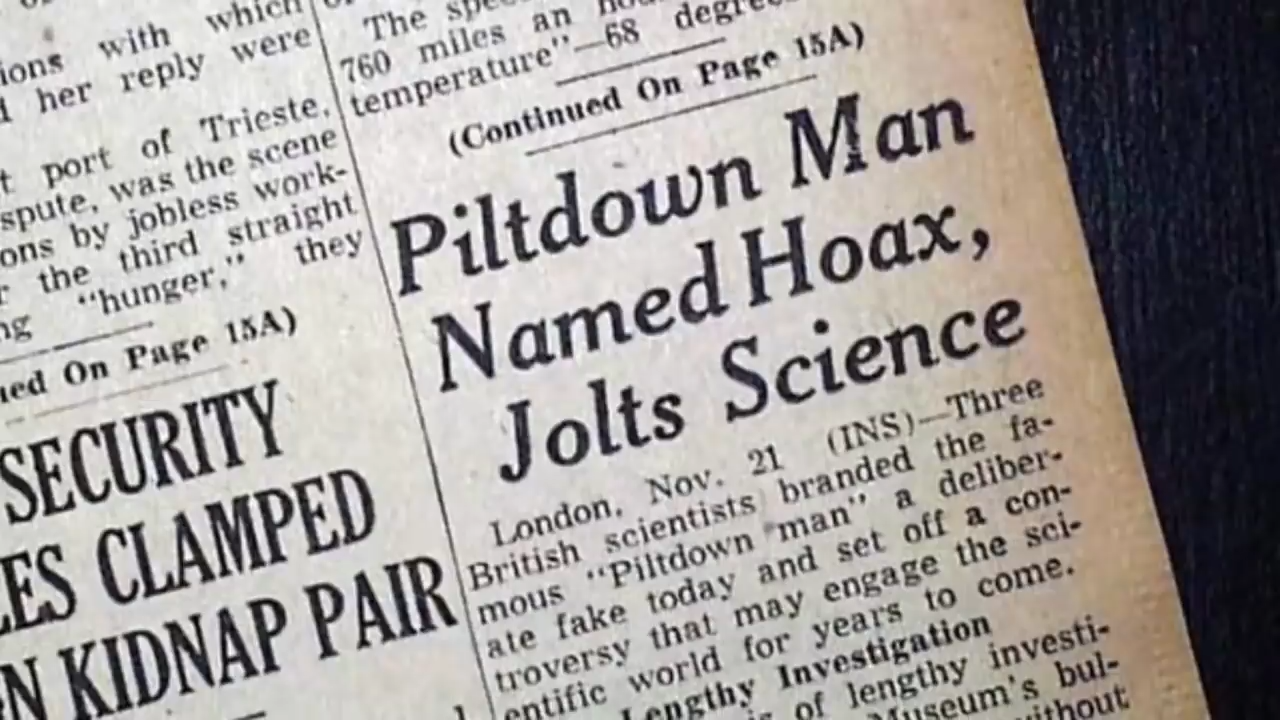 ions with which
her reply were
port of Trieste,
spute, was the scene
ons by jobless work-
the third straight
"hunger," they
On Page 15A)
SECURITY
ES CLAMPED
N KIDNAP PAIR
The
760 miles an
temperature"—68 degrees
(Continued On Page 15A)
Piltdown Man
Named Hoax,
Jolts Science
London, Nov. 21 (INS)—Three
British scientists branded the fa-
mous "Piltdown man" a deliber-
ate fake today and set off a con-
troversy that may engage the sci-
entific world for years to come.
Lengthy Investigation
of lengthy investi-
Museum's bul-
without